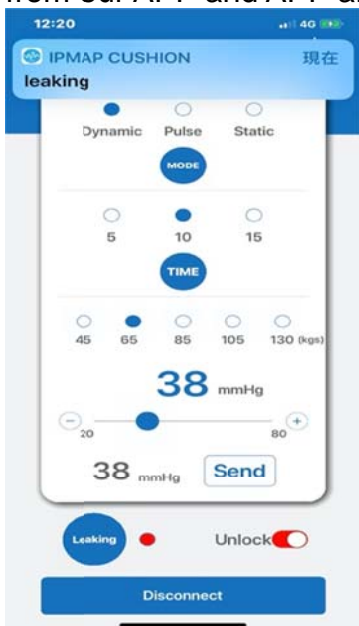 12:20
4G
IPMAP CUSHION 現在
leaking
Dynamic Pulse Static
MODE
5 10 15
TIME
45 65 85 105 130 (kgs)
38 mmHg
20 80
38 mmHg Send
Leaking Unlock
Disconnect